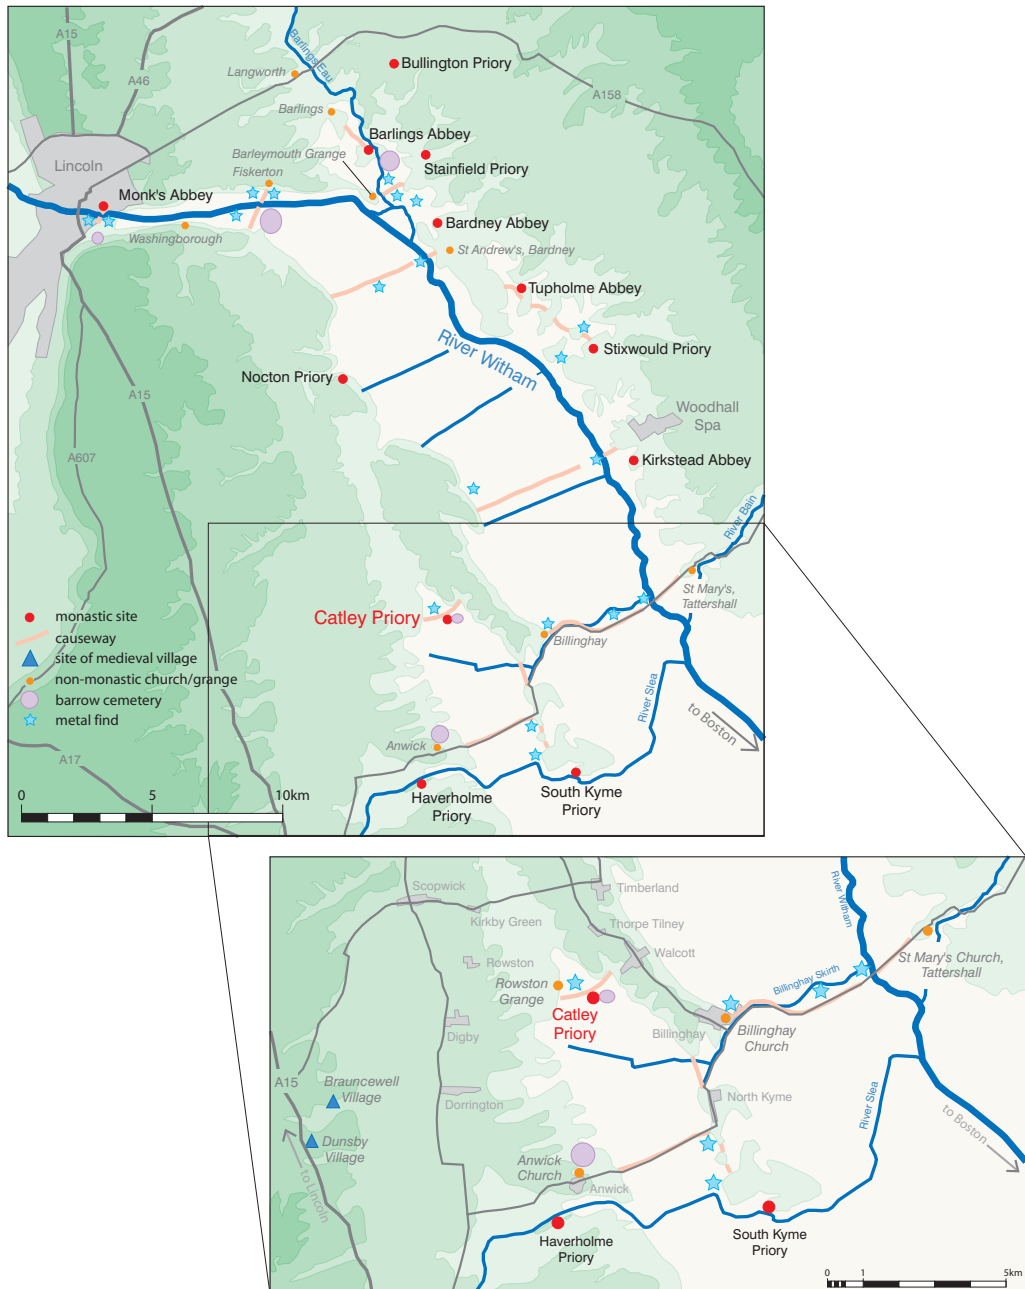 A15
A46
Barlings Eau
Langworth
Bullington Priory
A158
Barlings
Barlings Abbey
Barleymouth Grange
Stainfield Priory
Lincoln
Fiskerton
Monk's Abbey
Washingborough
Bardney Abbey
St Andrew's, Bardney
Tupholme Abbey
River Witham
Stixwould Priory
Nocton Priory
A15
Woodhall
Spa
A607
Kirkstead Abbey
River Bain
St Mary's,
Tattershall
monastic site
causeway
site of medieval village
non-monastic church/grange
barrow cemetery
metal find
Catley Priory
Billinghay
River Slea
to Boston
Anwick
A17
0
5
10km
Haverholme
Priory
South Kyme
Priory
Scopwick
Timberland
Kirkby Green
Thorpe Tilney
River Witham
Rowston
Walcott
Rowston
Grange
St Mary's Church,
Tattershall
Billinghay Skirth
Catley
Priory
Digby
Billinghay
Billinghay
Church
A15
Brauncewell
Village
Dorrington
North Kyme
River Slea
to Boston
Dunsby
Village
To Lincoln
Anwick
Church
Anwick
Haverholme
Priory
South Kyme
Priory
0
1
5km